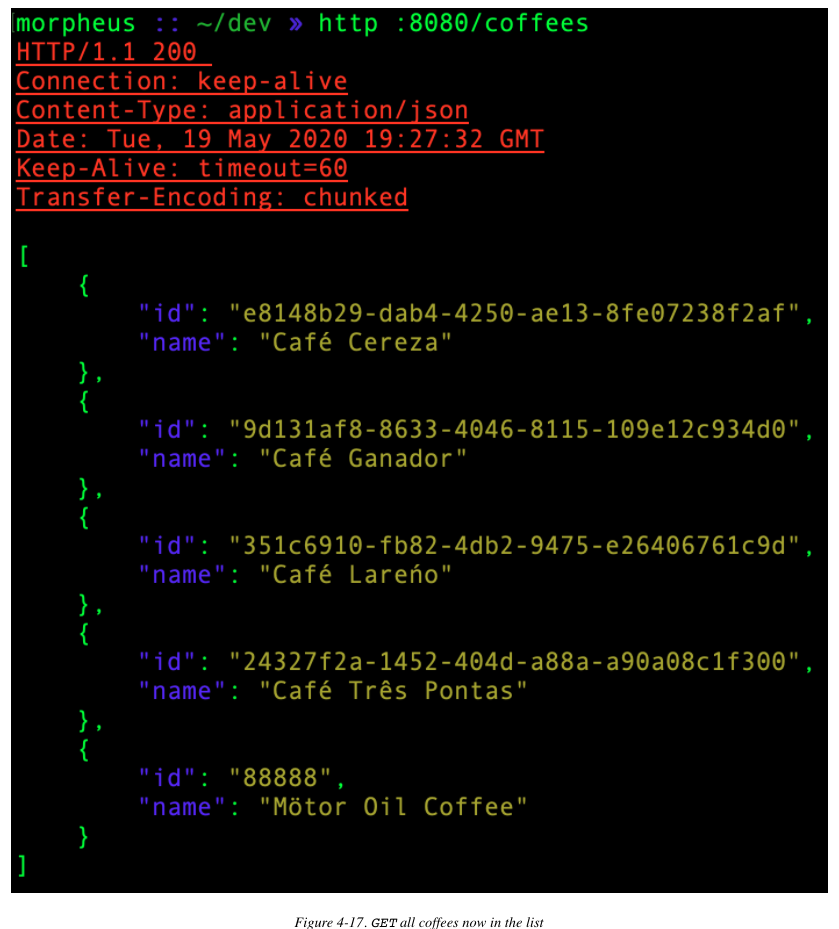 morpheus :: ~/dev » http :8080/coffees
HTTP/1.1 200
Connection: keep-alive
Content-Type: application/json
Date: Tue, 19 May 2020 19:27:32 GMT
Keep-Alive: timeout=60
Transfer-Encoding: chunked
[
{
"id": "e8148b29-dab4-4250-ae13-8fe07238f2af",
"name": "Café Cereza"
},
{
"id": "9d131af8-8633-4046-8115-109e12c934d0",
"name": "Café Ganador"
},
{
"id": "351c6910-fb82-4db2-9475-e26406761c9d",
"name": "Café Lareńo"
},
{
"id": "24327f2a-1452-404d-a88a-a90a08c1f300",
"name": "Café Três Pontas"
},
{
"id": "88888",
"name": "Mötor Oil Coffee"
}
]
Figure 4-17. GET all coffees now in the list